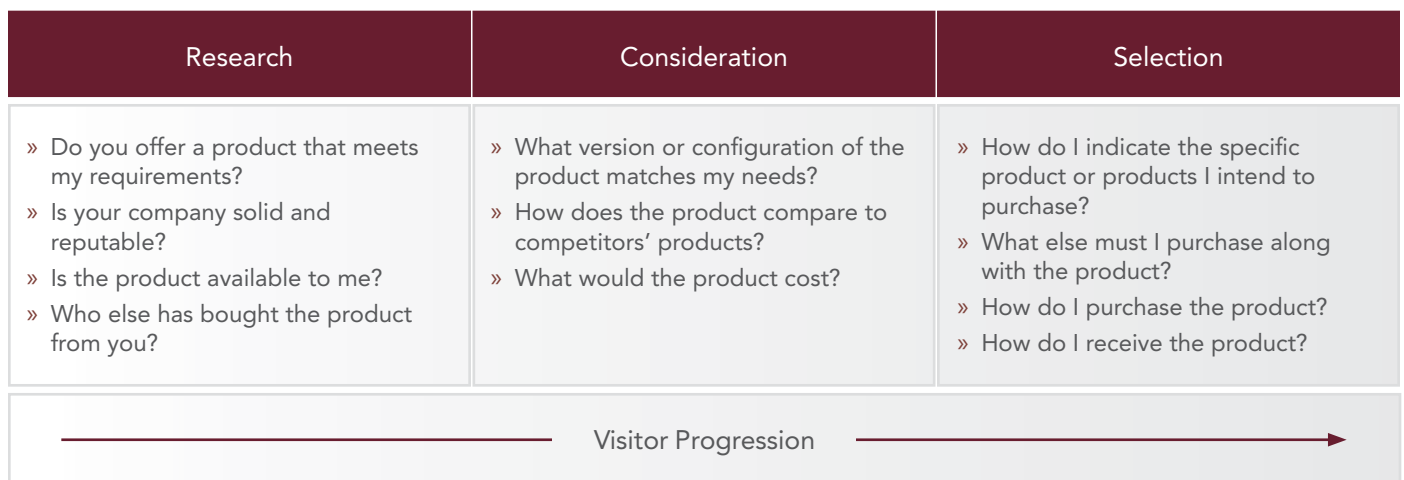 Research
Consideration
Selection
» Do you offer a product that meets
my requirements?
» Is your company solid and
reputable?
» Is the product available to me?
» Who else has bought the product
from you?
» What version or configuration of the
product matches my needs?
» How does the product compare to
competitors’ products?
» What would the product cost?
» How do I indicate the specific
product or products I intend to
purchase?
» What else must I purchase along
with the product?
» How do I purchase the product?
» How do I receive the product?
Visitor Progression